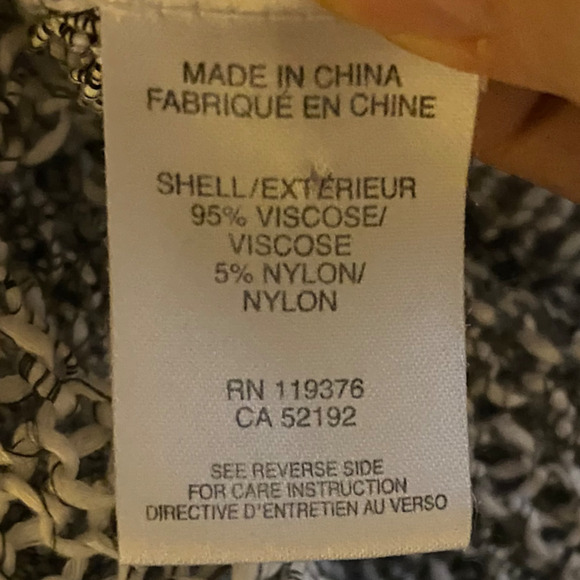 MADE IN CHINA
FABRIQUÉ EN CHINE
SHELL/EXTÉRIEUR
95% VISCOSE/
VISCOSE
5% NYLON/
NYLON
RN 119376
CA 52192
SEE REVERSE SIDE
FOR CARE INSTRUCTION
DIRECTIVE D'ENTRETIEN AU VERSO